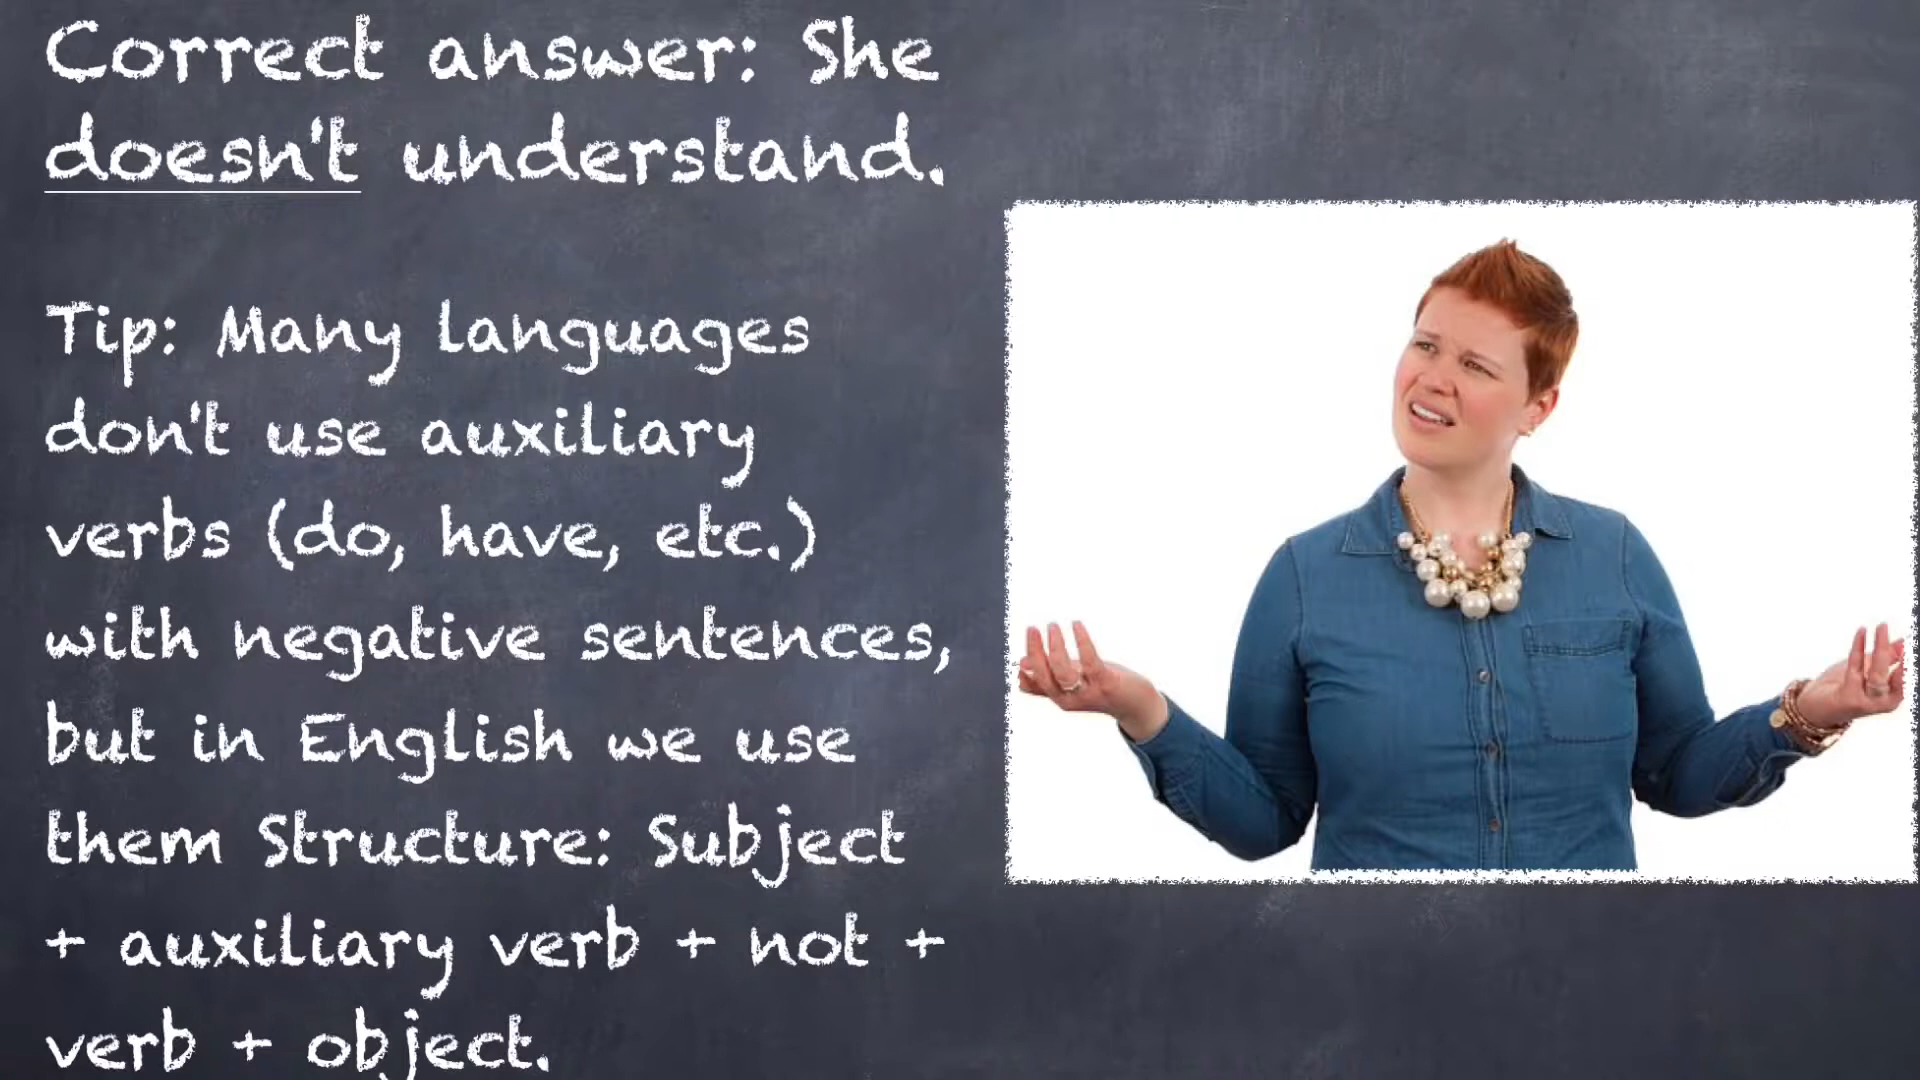 Correct answer: She
doesn't understand.
Tip: Many languages
don't use auxiliary
verbs (do, have, etc.)
with negative sentences,
but in English we use
them Structure: Subject
+ auxiliary verb + not +
verb + object.